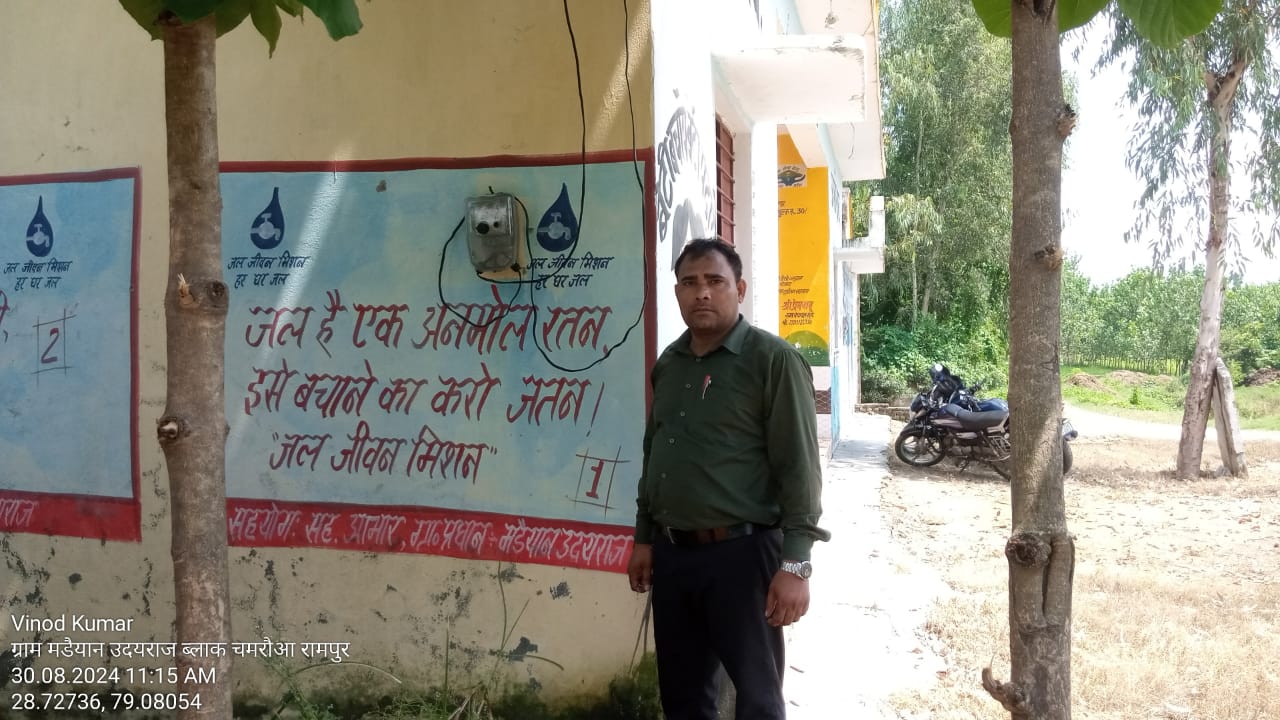 जल जीवन मिशन
हर घर जल
2
जल जीवन मिशन
हर घर जल
जल जीवन मिशन
हर घर जल
जल है एक अनमोल रतन,
इसे बचाने का करो जतन।
"जल जीवन मिशन"
1
सहयोग: सह. आभार, ग्रा० प्रधान - मडैयान उदयराज
Vinod Kumar
ग्राम मडैयान उदयराज ब्लाक चमरौआ रामपुर
30.08.2024 11:15 AM
28.72736, 79.08054